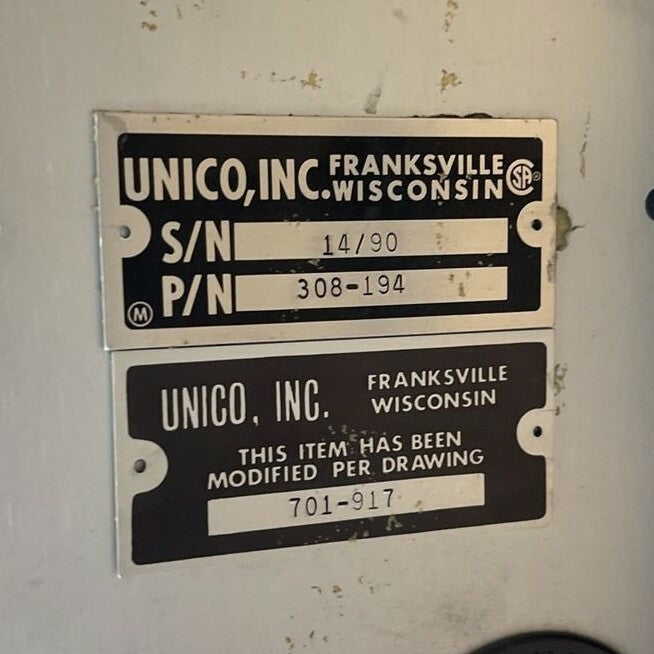 UNICO, INC. FRANKSVILLE WISCONSIN SA®
S/N 14/90
P/N 308-194
M
UNICO, INC. FRANKSVILLE WISCONSIN
THIS ITEM HAS BEEN
MODIFIED PER DRAWING
701-917